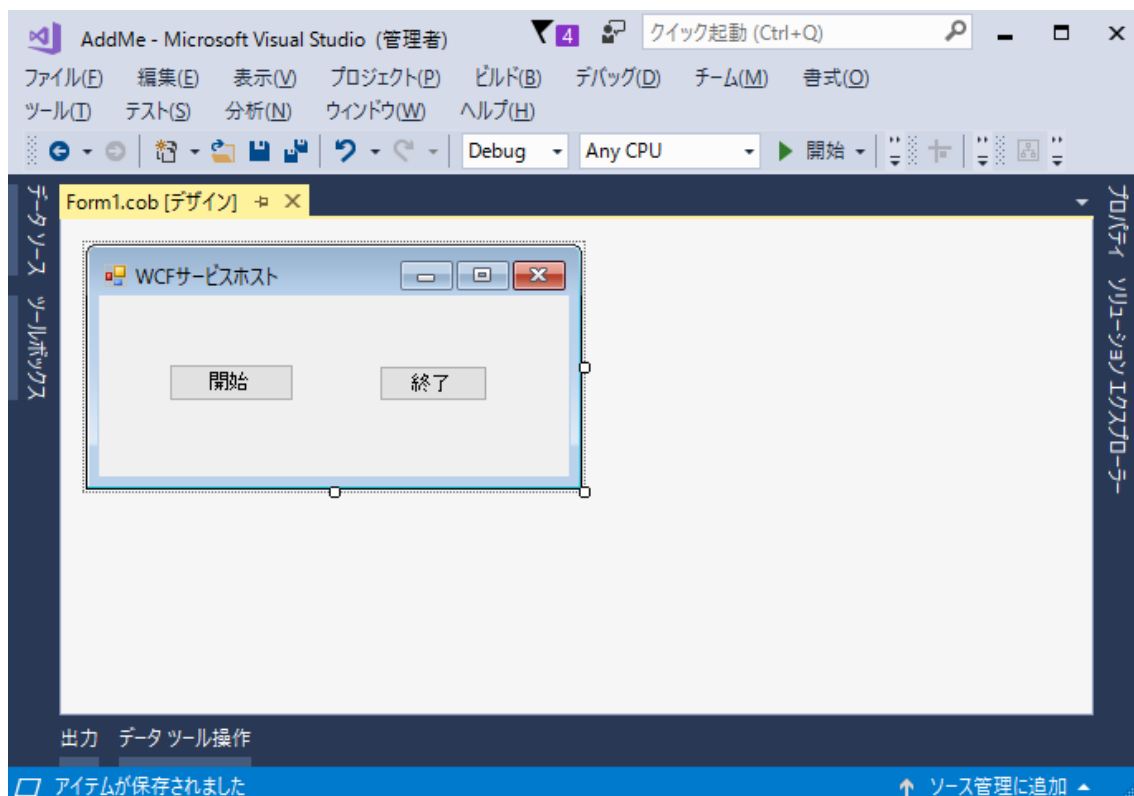 AddMe - Microsoft Visual Studio (管理者)
4
クイック起動 (Ctrl+Q)
ファイル(F) 編集(E) 表示(V) プロジェクト(P) ビルド(B) デバッグ(D) チーム(M) 書式(O)
ツール(T) テスト(S) 分析(N) ウィンドウ(W) ヘルプ(H)
Debug Any CPU 開始
データ ソース
ツールボックス
Form1.cob [デザイン]
WCFサービスホスト
開始 終了
プロパティ
ソリューション エクスプローラー
出力 データ ツール操作
アイテムが保存されました ソース管理に追加